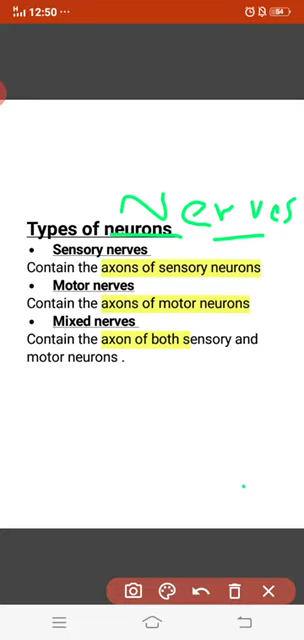 H 12:50 ...
54
Nerves
Types of neurons
• Sensory nerves
Contain the axons of sensory neurons
• Motor nerves
Contain the axons of motor neurons
• Mixed nerves
Contain the axon of both sensory and
motor neurons .